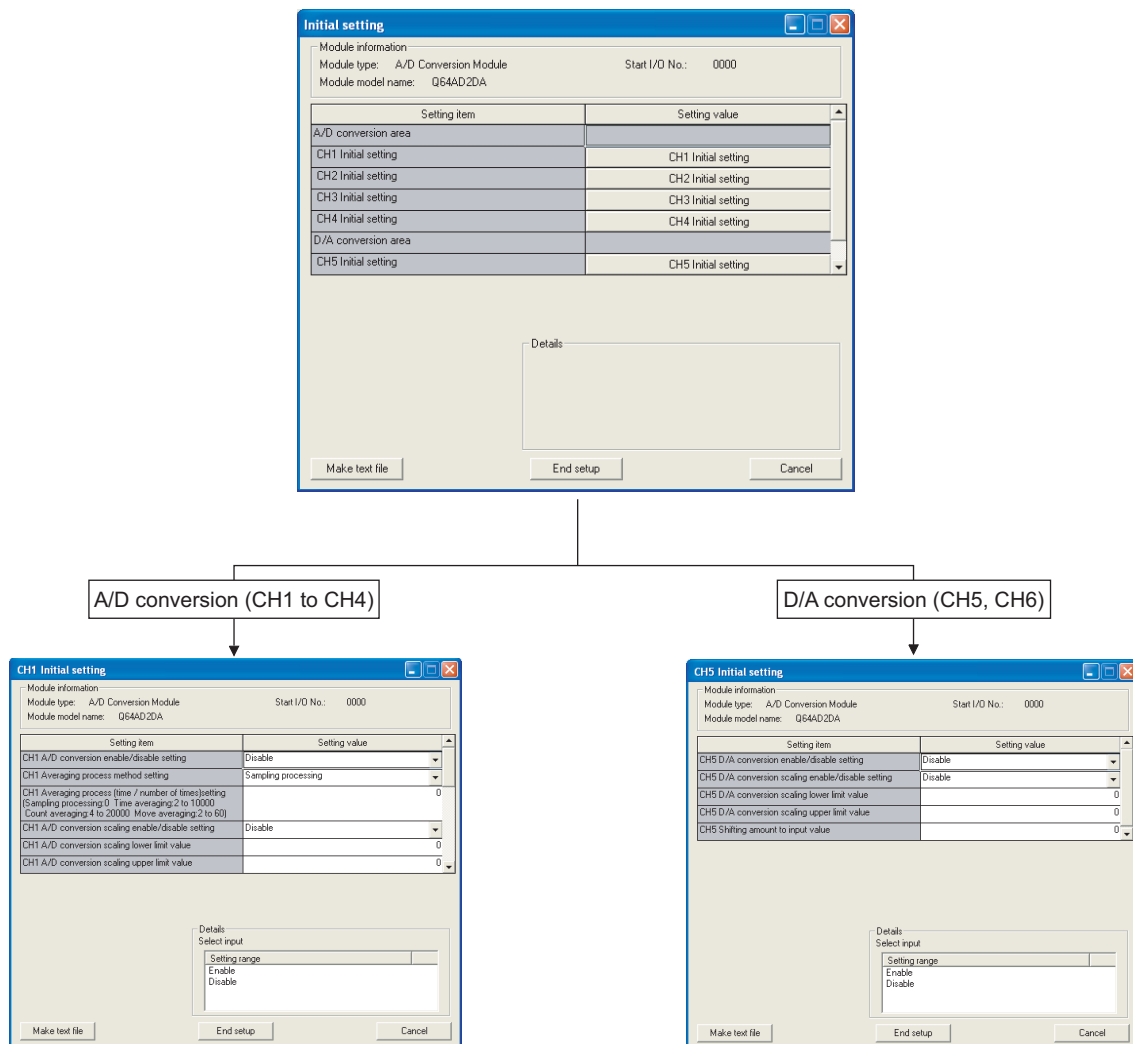 Initial setting
Module information
Module type: A/D Conversion Module Start I/O No.: 0000
Module model name: Q64AD2DA
Setting item Setting value
A/D conversion area
CH1 Initial setting CH1 Initial setting
CH2 Initial setting CH2 Initial setting
CH3 Initial setting CH3 Initial setting
CH4 Initial setting CH4 Initial setting
D/A conversion area
CH5 Initial setting CH5 Initial setting
Details
Make text file End setup Cancel
A/D conversion (CH1 to CH4)
D/A conversion (CH5, CH6)
CH1 Initial setting
Module information
Module type: A/D Conversion Module Start I/O No.: 0000
Module model name: Q64AD2DA
Setting item Setting value
CH1 A/D conversion enable/disable setting Disable
CH1 Averaging process method setting Sampling processing
CH1 Averaging process (time / number of times)setting 0
(Sampling processing:0 Time averaging:2 to 10000
Count averaging:4 to 20000 Move averaging:2 to 60)
CH1 A/D conversion scaling enable/disable setting Disable
CH1 A/D conversion scaling lower limit value 0
CH1 A/D conversion scaling upper limit value 0
Details
Select input
Setting range
Enable
Disable
Make text file End setup Cancel
CH5 Initial setting
Module information
Module type: A/D Conversion Module Start I/O No.: 0000
Module model name: Q64AD2DA
Setting item Setting value
CH5 D/A conversion enable/disable setting Disable
CH5 D/A conversion scaling enable/disable setting Disable
CH5 D/A conversion scaling lower limit value 0
CH5 D/A conversion scaling upper limit value 0
CH5 Shifting amount to input value 0
Details
Select input
Setting range
Enable
Disable
Make text file End setup Cancel